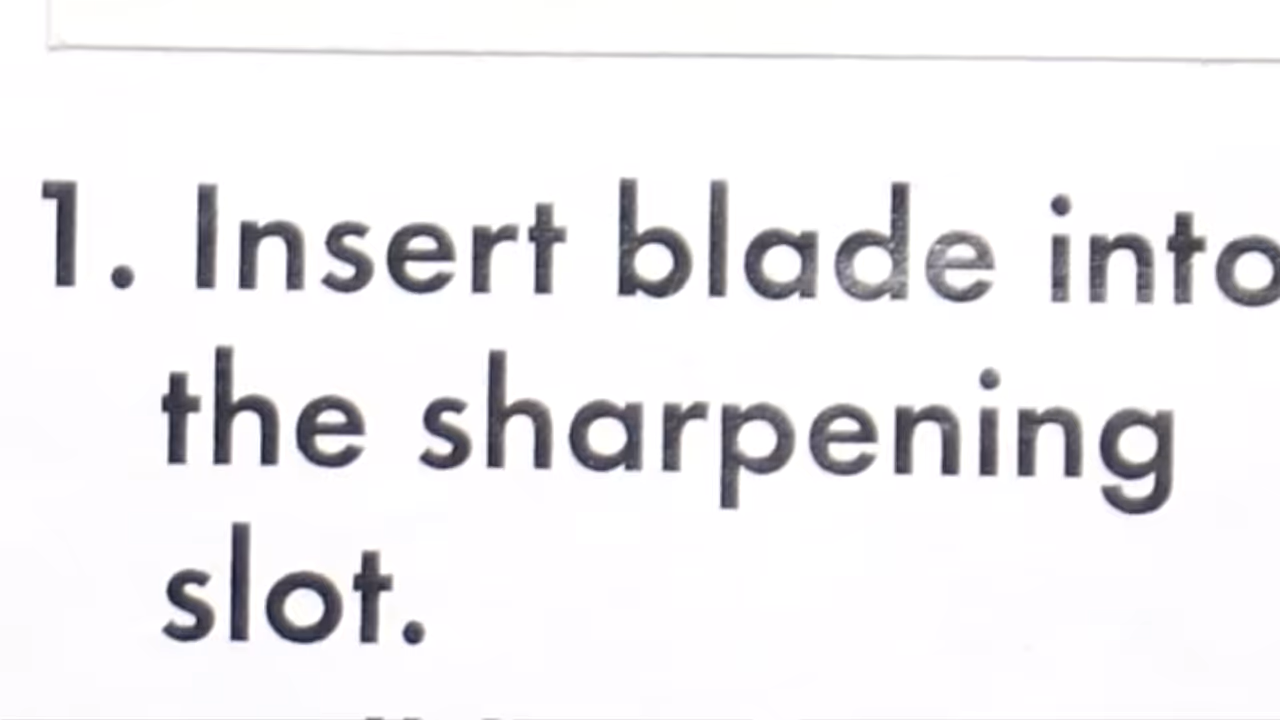 1. Insert blade into
the sharpening
slot.